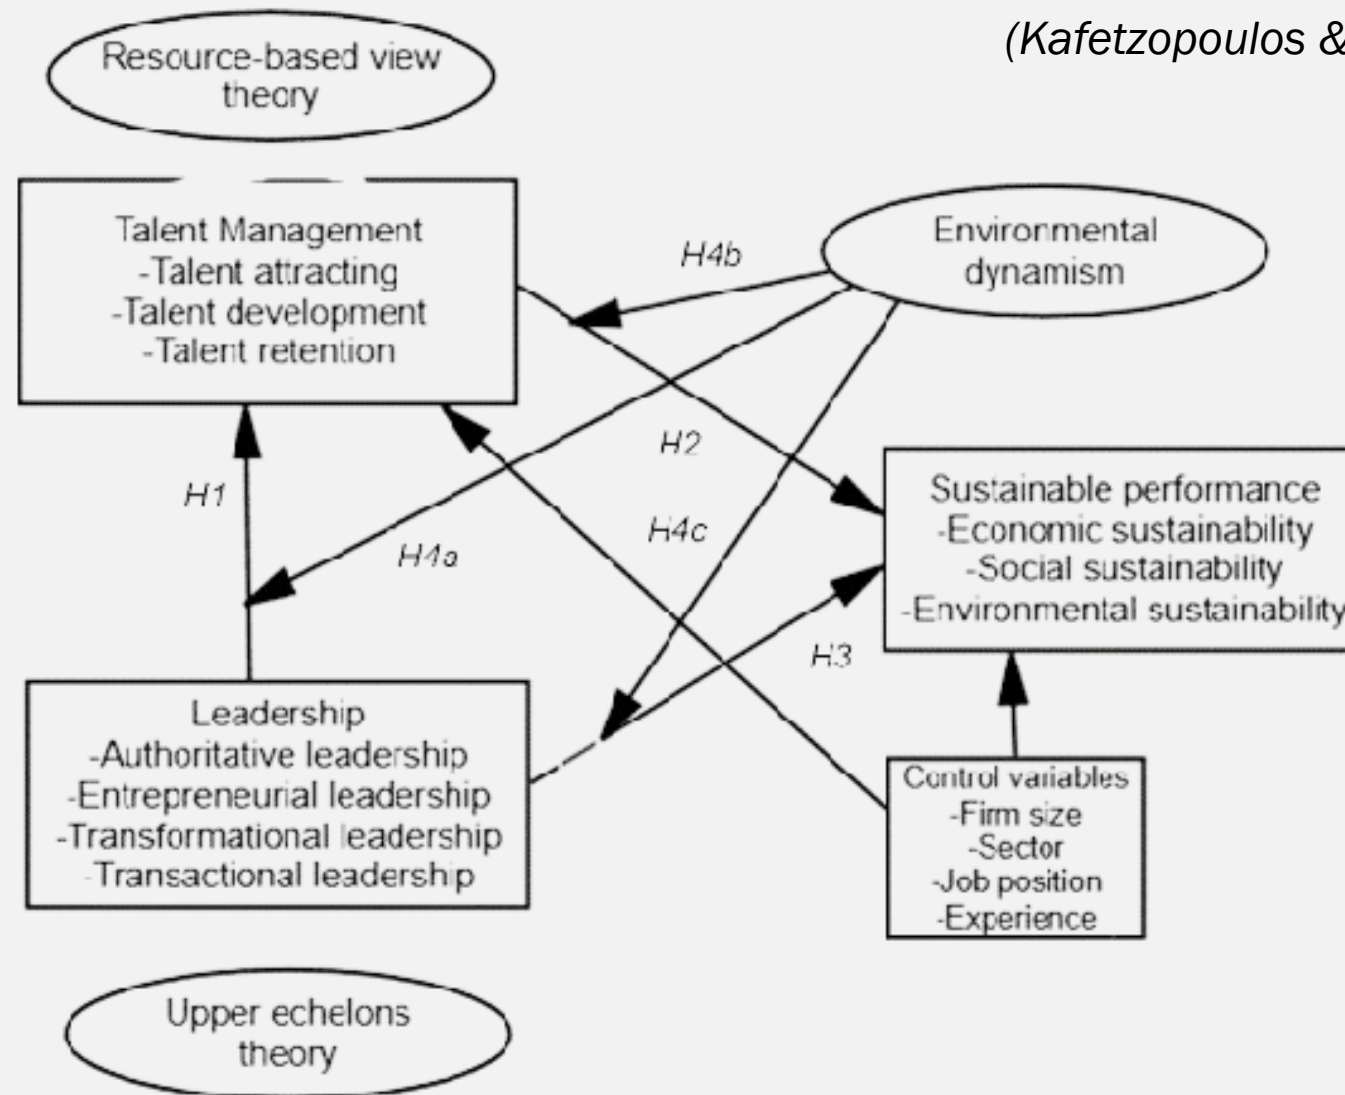 (Kafetzopoulos &
Resource-based view
theory
Talent Management
-Talent attracting
-Talent development
-Talent retention
Environmental
dynamism
H4b
H2
H1
H4a
H4c
Sustainable performance
-Economic sustainability
-Social sustainability
-Environmental sustainability
H3
Leadership
-Authoritative leadership
-Entrepreneurial leadership
-Transformational leadership
-Transactional leadership
Control variables
-Firm size
-Sector
-Job position
-Experience
Upper echelons
theory